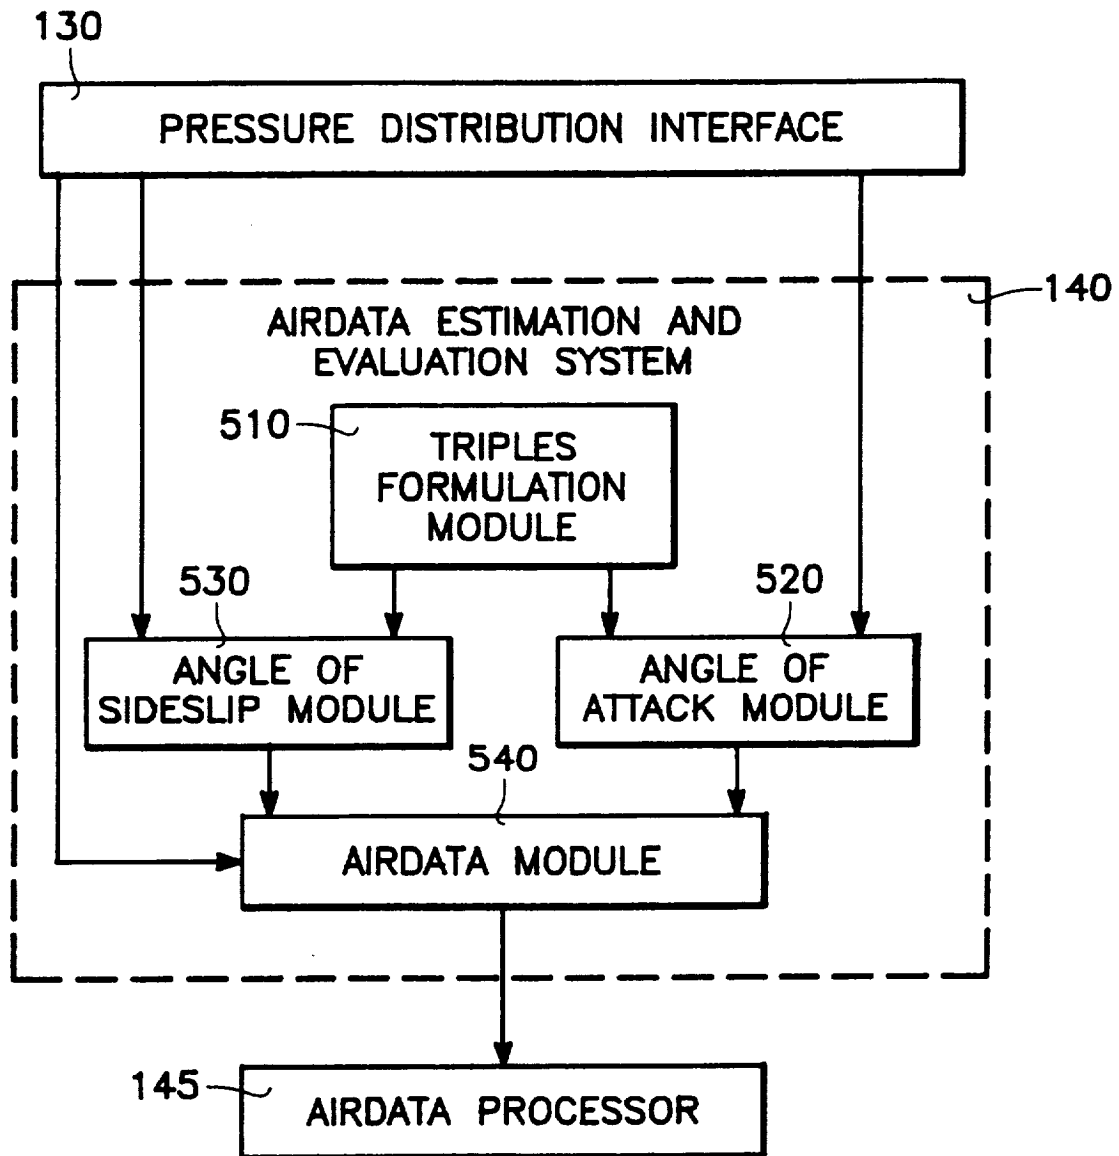 130
PRESSURE DISTRIBUTION INTERFACE
140
AIRDATA ESTIMATION AND
EVALUATION SYSTEM
510
TRIPLES
FORMULATION
MODULE
530
520
ANGLE OF
SIDESLIP MODULE
ANGLE OF
ATTACK MODULE
540
AIRDATA MODULE
145
AIRDATA PROCESSOR